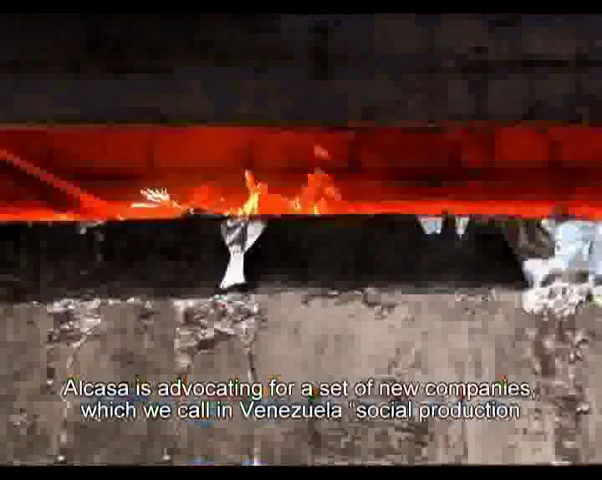 Alcasa is advocating for a set of new companies,
which we call in Venezuela "social production